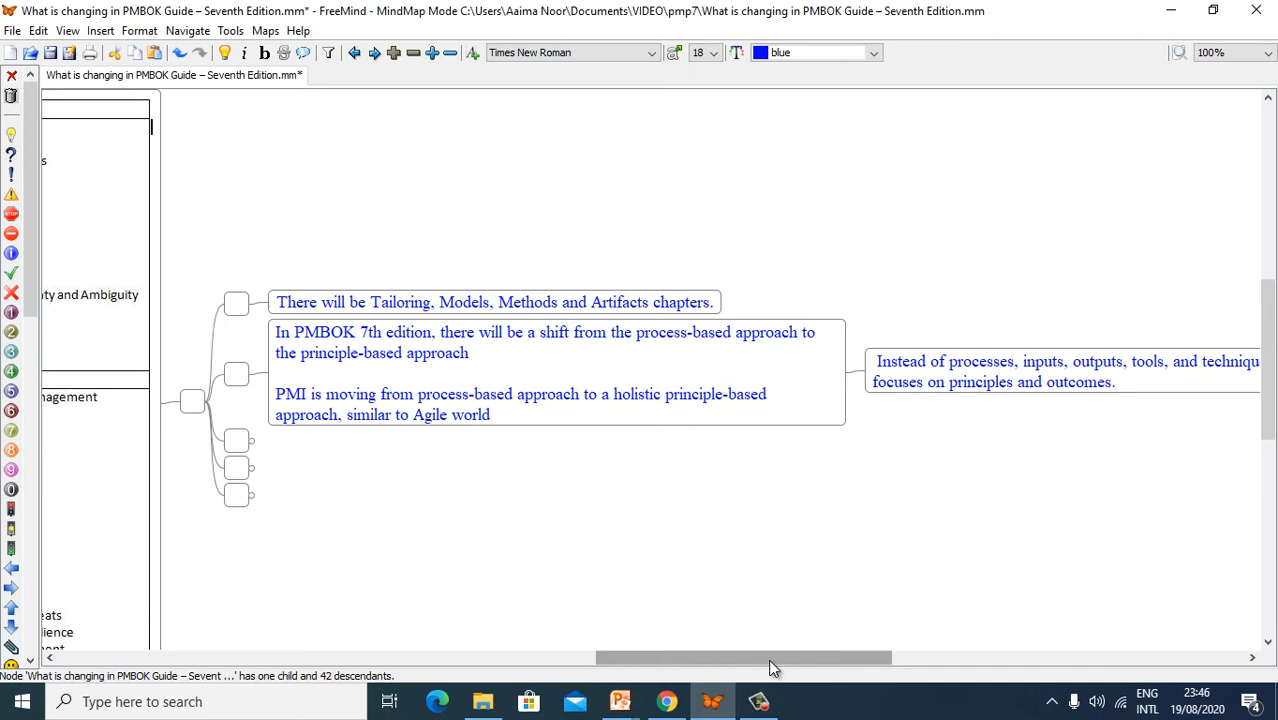 What is changing in PMBOK Guide – Seventh Edition.mm* - FreeMind - MindMap Mode C:\Users\Aaima Noor\Documents\VIDEO\pmp7\What is changing in PMBOK Guide – Seventh Edition.mm
File Edit View Insert Format Navigate Tools Maps Help
Times New Roman 18 blue 100%
What is changing in PMBOK Guide – Seventh Edition.mm*
s
nty and Ambiguity
nagement
eats
dience
There will be Tailoring, Models, Methods and Artifacts chapters.
In PMBOK 7th edition, there will be a shift from the process-based approach to
the principle-based approach
PMI is moving from process-based approach to a holistic principle-based
approach, similar to Agile world
Instead of processes, inputs, outputs, tools, and techniqu
focuses on principles and outcomes.
Node 'What is changing in PMBOK Guide – Sevent ...' has one child and 42 descendants.
Type here to search
ENG
INTL
23:46
19/08/2020
4